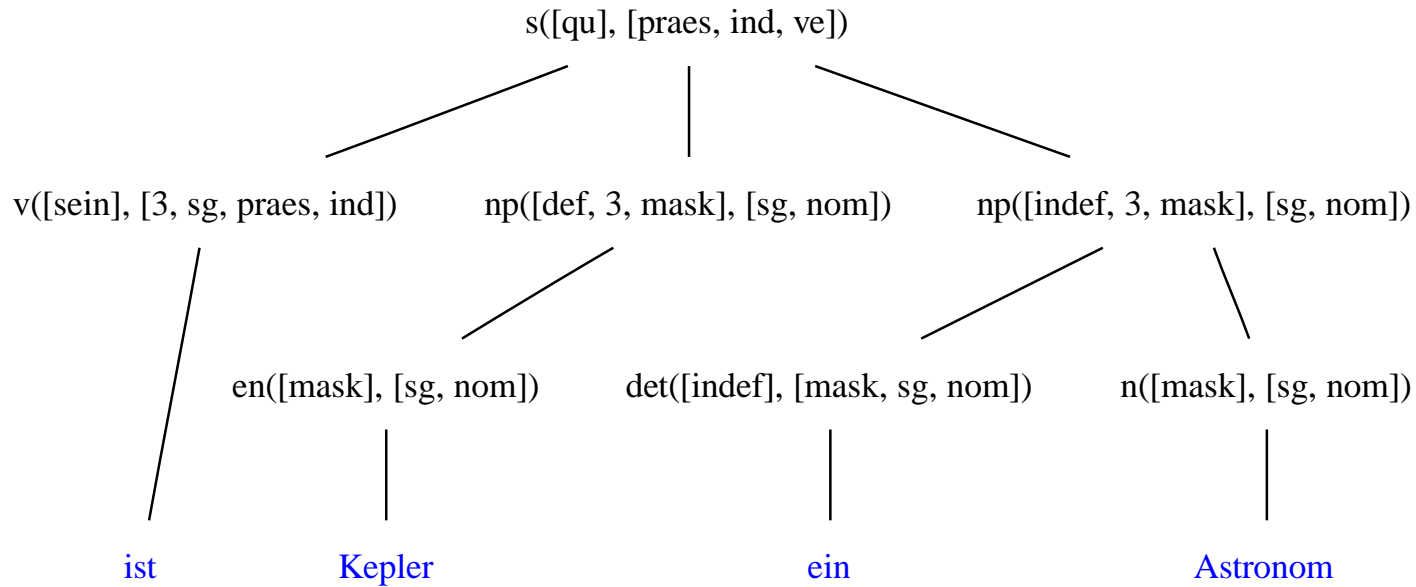 s([qu], [praes, ind, ve])
v([sein], [3, sg, praes, ind]) np([def, 3, mask], [sg, nom]) np([indef, 3, mask], [sg, nom])
en([mask], [sg, nom]) det([indef], [mask, sg, nom]) n([mask], [sg, nom])
ist Kepler ein Astronom